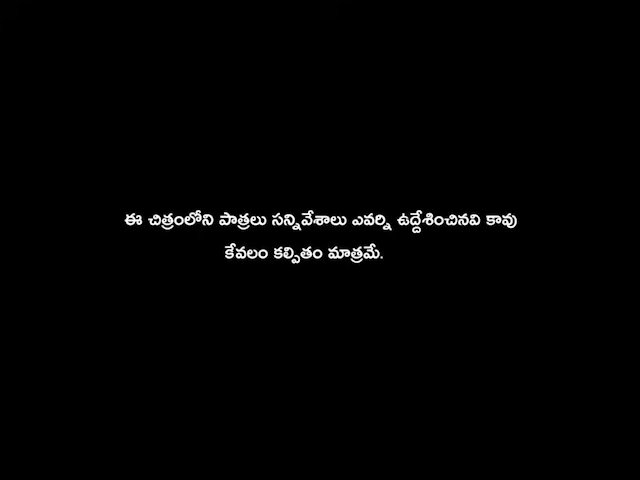 ఈ చిత్రంలోని పాత్రలు సన్నివేశాలు ఎవర్ని ఉద్దేశించినవి కావు
కేవలం కల్పితం మాత్రమే.